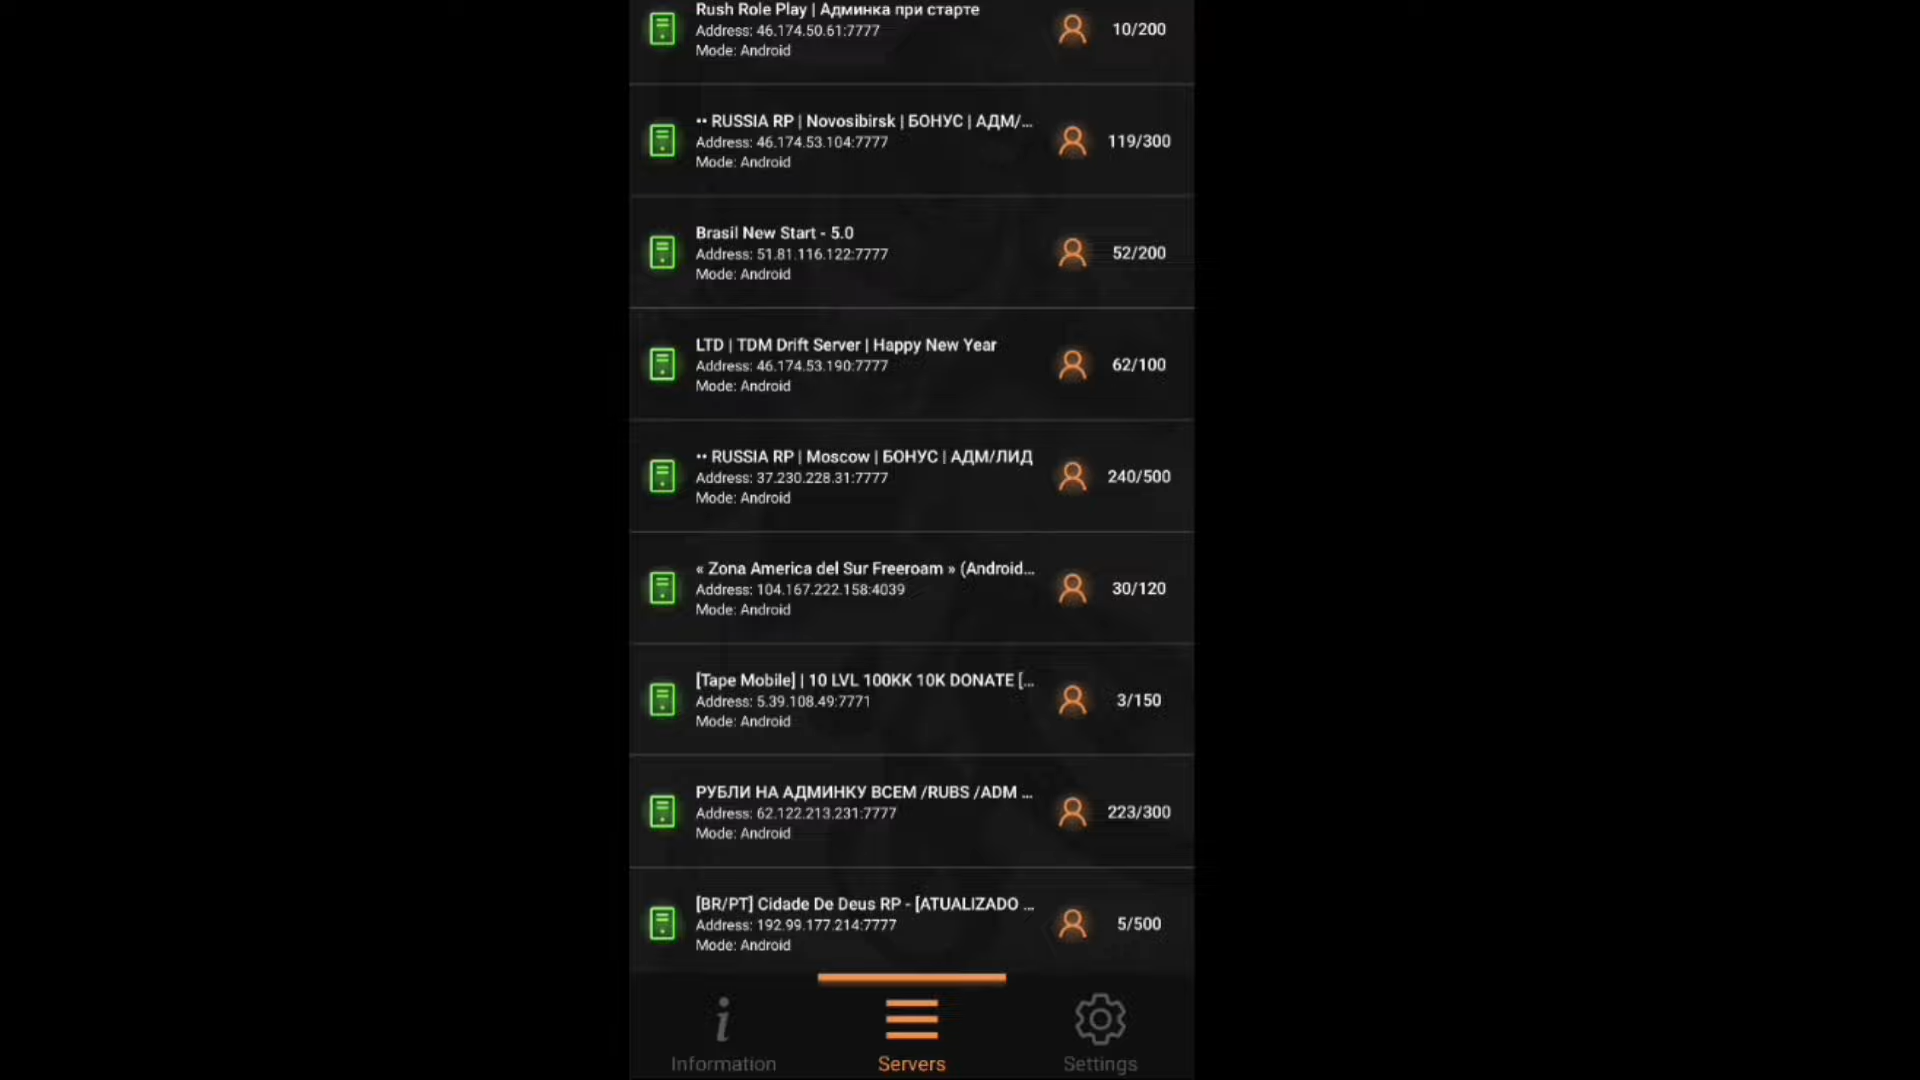 Rush Role Play | Админка при старте
Address: 46.174.50.61:7777
Mode: Android
10/200
•• RUSSIA RP | Novosibirsk | БОНУС | АДМ/...
Address: 46.174.53.104:7777
Mode: Android
119/300
Brasil New Start - 5.0
Address: 51.81.116.122:7777
Mode: Android
52/200
LTD | TDM Drift Server | Happy New Year
Address: 46.174.53.190:7777
Mode: Android
62/100
•• RUSSIA RP | Moscow | БОНУС | АДМ/ЛИД
Address: 37.230.228.31:7777
Mode: Android
240/500
« Zona America del Sur Freeroam » (Android...
Address: 104.167.222.158:4039
Mode: Android
30/120
[Tape Mobile] | 10 LVL 100KK 10K DONATE [...
Address: 5.39.108.49:7771
Mode: Android
3/150
РУБЛИ НА АДМИНКУ ВСЕМ /RUBS /ADM ...
Address: 62.122.213.231:7777
Mode: Android
223/300
[BR/PT] Cidade De Deus RP - [ATUALIZADO ...
Address: 192.99.177.214:7777
Mode: Android
5/500
Information
Servers
Settings